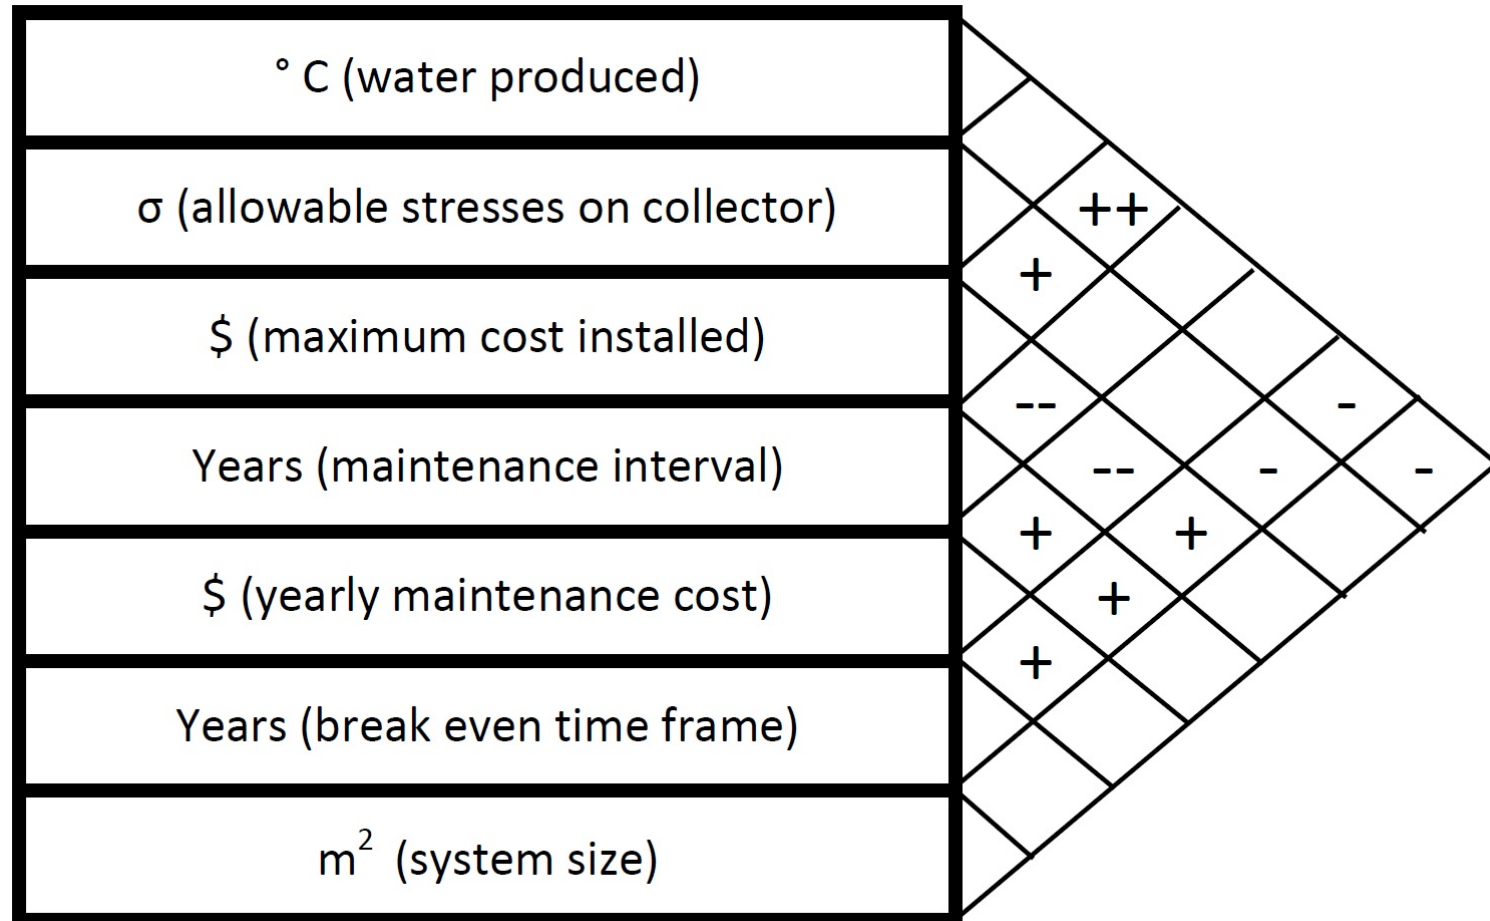 ° C (water produced)
σ (allowable stresses on collector)
$ (maximum cost installed)
Years (maintenance interval)
$ (yearly maintenance cost)
Years (break even time frame)
m² (system size)
++
+
-- -
-- - -
+ +
+
+